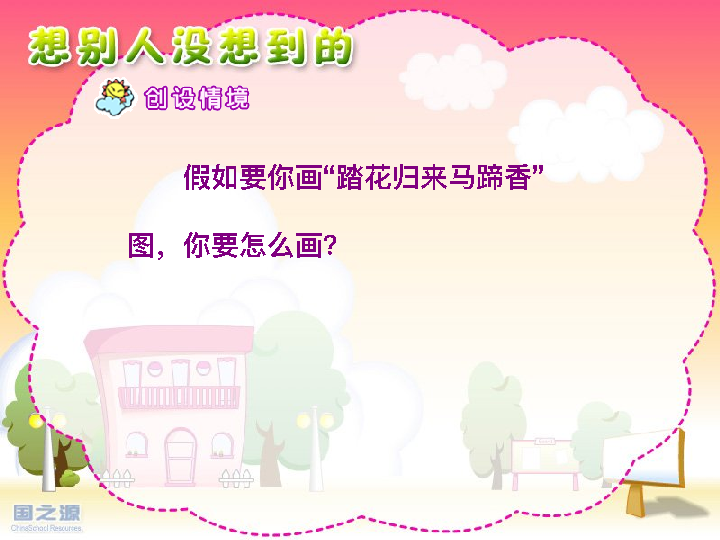 想别人没想到的
创设情境
假如要你画“踏花归来马蹄香”
图，你要怎么画？
国之源
ChinaSchool Resources